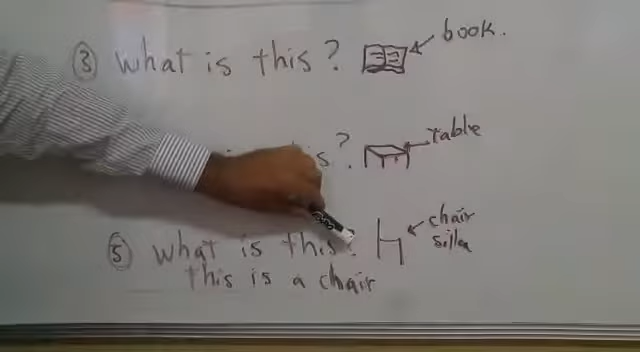 ③ What is this? book.
s? Table
⑤ What is this? chair
silla
this is a chair